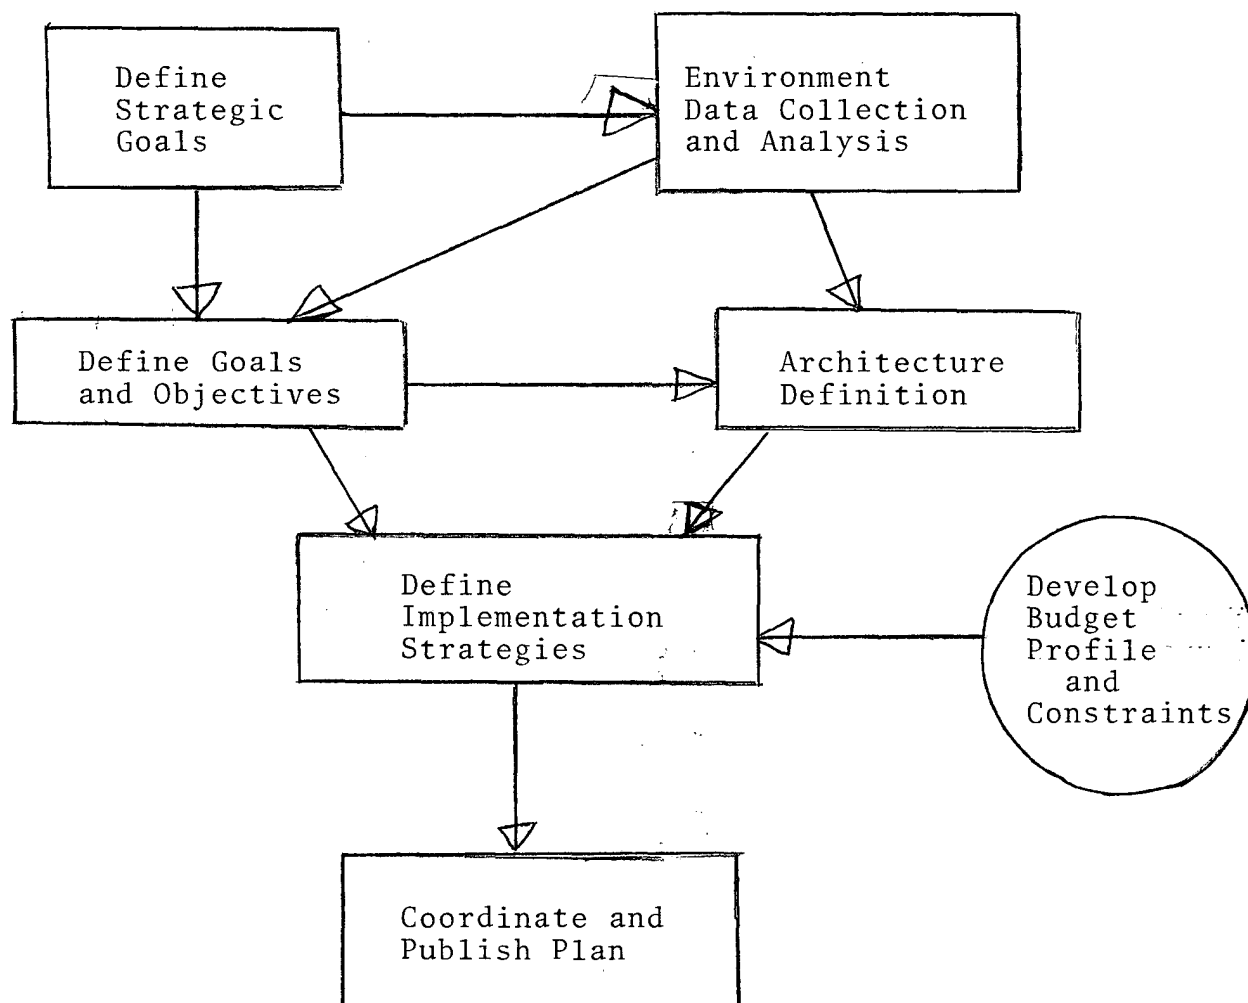 Define
Strategic
Goals
Environment
Data Collection
and Analysis
Define Goals
and Objectives
Architecture
Definition
Define
Implementation
Strategies
Develop
Budget
Profile
and
Constraints
Coordinate and
Publish Plan